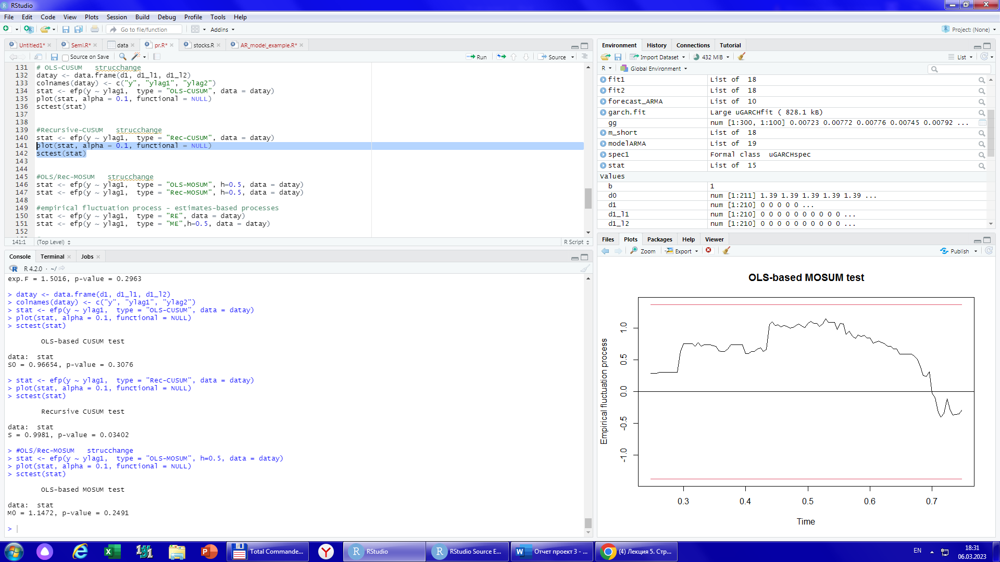 RStudio
File Edit Code View Plots Session Build Debug Profile Tools Help
Go to file/function Addins Project: (None)
Untitled1* Semi.R* data pr.R* stocks.R AR_model_example.R*
Source on Save Run Source
131 # OLS-CUSUM strucchange
132 datay <- data.frame(d1, d1_l1, d1_l2)
133 colnames(datay) <- c("y", "ylag1", "ylag2")
134 stat <- efp(y ~ ylag1, type = "OLS-CUSUM", data = datay)
135 plot(stat, alpha = 0.1, functional = NULL)
136 sctest(stat)
137
138
139 #Recursive-CUSUM strucchange
140 stat <- efp(y ~ ylag1, type = "Rec-CUSUM", data = datay)
141 plot(stat, alpha = 0.1, functional = NULL)
142 sctest(stat)
143
144
145 #OLS/Rec-MOSUM strucchange
146 stat <- efp(y ~ ylag1, type = "OLS-MOSUM", h=0.5, data = datay)
147 stat <- efp(y ~ ylag1, type = "Rec-MOSUM", h=0.5, data = datay)
148
149 #empirical fluctuation process - estimates-based processes
150 stat <- efp(y ~ ylag1, type = "RE", data = datay)
151 stat <- efp(y ~ ylag1, type = "ME",h=0.5, data = datay)
152
141:1 (Top Level) R Script
Console Terminal Jobs
R 4.2.0 · ~/
exp.F = 1.5016, p-value = 0.2963
> datay <- data.frame(d1, d1_l1, d1_l2)
> colnames(datay) <- c("y", "ylag1", "ylag2")
> stat <- efp(y ~ ylag1, type = "OLS-CUSUM", data = datay)
> plot(stat, alpha = 0.1, functional = NULL)
> sctest(stat)
OLS-based CUSUM test
data: stat
S0 = 0.96654, p-value = 0.3076
> stat <- efp(y ~ ylag1, type = "Rec-CUSUM", data = datay)
> plot(stat, alpha = 0.1, functional = NULL)
> sctest(stat)
Recursive CUSUM test
data: stat
S = 0.9981, p-value = 0.03402
> #OLS/Rec-MOSUM strucchange
> stat <- efp(y ~ ylag1, type = "OLS-MOSUM", h=0.5, data = datay)
> plot(stat, alpha = 0.1, functional = NULL)
> sctest(stat)
OLS-based MOSUM test
data: stat
M0 = 1.1472, p-value = 0.2491
>
Environment History Connections Tutorial
Import Dataset 432 MiB List
R Global Environment
fit1 List of 18
fit2 List of 18
forecast_ARMA List of 10
garch.fit Large uGARCHfit ( 828.1 kB)
gg num [1:300, 1:100] 0.00723 0.00772 0.00776 0.00745 0.00792 ...
m_short List of 18
modelARMA List of 19
spec1 Formal class uGARCHspec
stat List of 15
Values
b 1
d0 num [1:211] 1.39 1.39 1.39 1.39 1.39 ...
d1 num [1:210] 0 0 0 0 0 ...
d1_l1 num [1:210] 0 0 0 0 0 0 0 0 0 0 ...
d1_l2 num [1:210] 0 0 0 0 0 0 0 0 0 0 ...
Files Plots Packages Help Viewer
Zoom Export Publish
OLS-based MOSUM test
Empirical fluctuation process
1.0
0.5
0.0
-0.5
-1.0
0.3 0.4 0.5 0.6 0.7
Time
Total Commande... RStudio RStudio Source E... Отчет проект 3 - ... (4) Лекция 5. Стр...
EN 18:31
06.03.2023